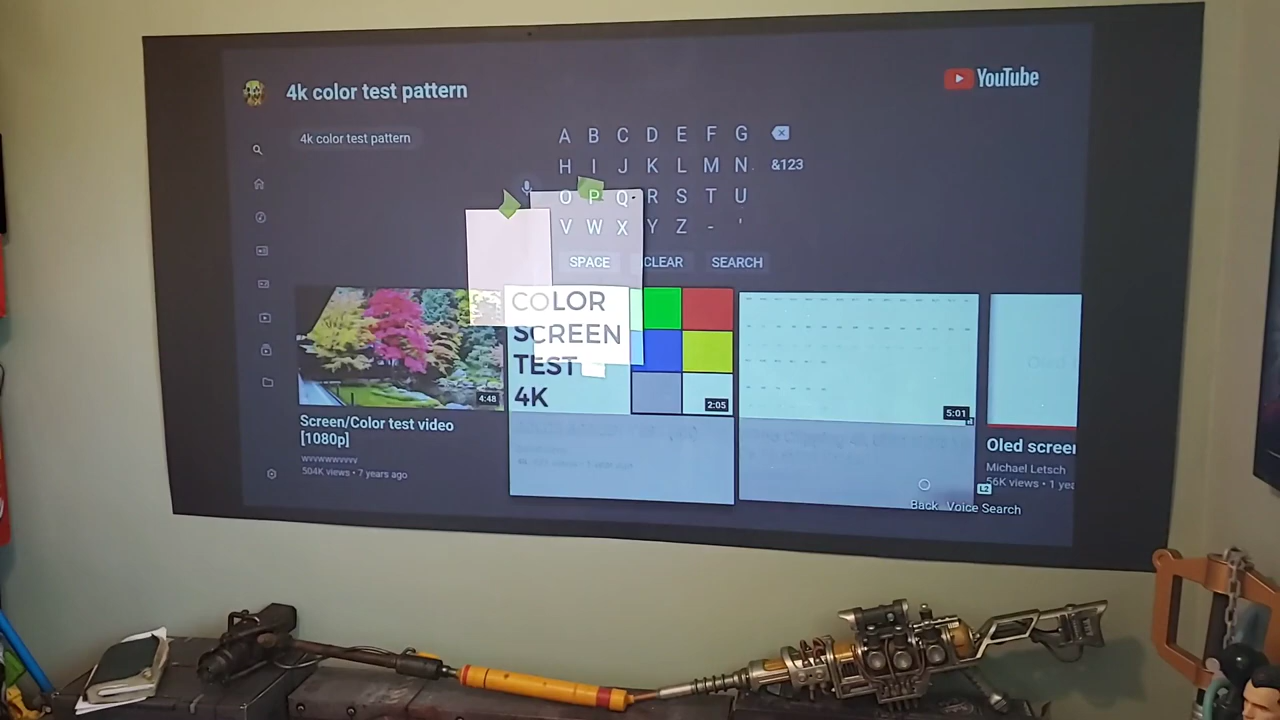 4k color test pattern
YouTube
4k color test pattern
A B C D E F G
H I J K L M N &123
O P Q R S T U
V W X Y Z - '
SPACE CLEAR SEARCH
COLOR
SCREEN
TEST
4K
4:48
2:05
5:01
Screen/Color test video
[1080p]
wvvwwwvvvv
504K views • 7 years ago
Oled screen
Michael Letsch
56K views • 1
L2
Back Voice Search